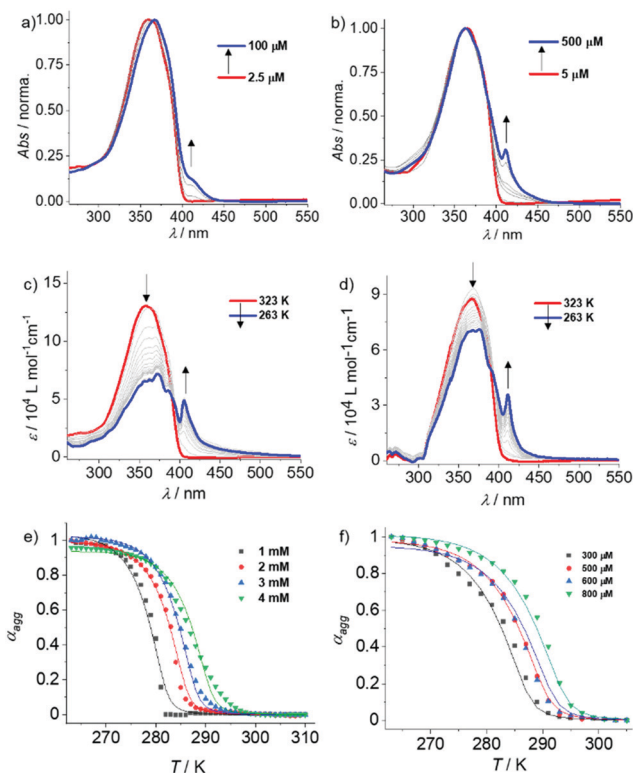 a)
100 µM
2.5 µM
Abs / norma.
1.00
0.75
0.50
0.25
0.00
300 350 400 450 500 550
λ / nm
b)
500 µM
5 µM
Abs / norma.
1.00
0.75
0.50
0.25
0.00
300 350 400 450 500 550
λ / nm
c)
323 K
263 K
ε / 10⁴ L mol⁻¹cm⁻¹
15
10
5
0
300 350 400 450 500 550
λ / nm
d)
323 K
263 K
ε / 10⁴ L mol-1cm-1
9
6
3
0
300 350 400 450 500 550
λ / nm
e)
1 mM
2 mM
3 mM
4 mM
αagg
1
0.8
0.6
0.4
0.2
0
270 280 290 300 310
T / K
f)
300 µM
500 µM
600 µM
800 µM
αagg
1
0.8
0.6
0.4
0.2
0
270 280 290 300
T / K